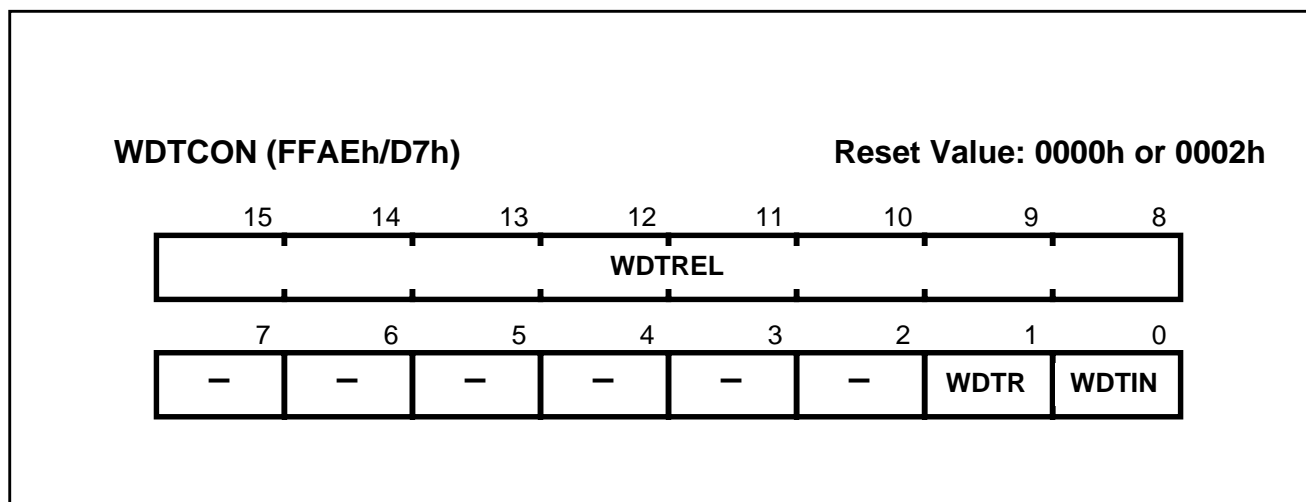 WDTCON (FFAEh/D7h) Reset Value: 0000h or 0002h
15 14 13 12 11 10 9 8
WDTREL
7 6 5 4 3 2 1 0
– – – – – – WDTR WDTIN